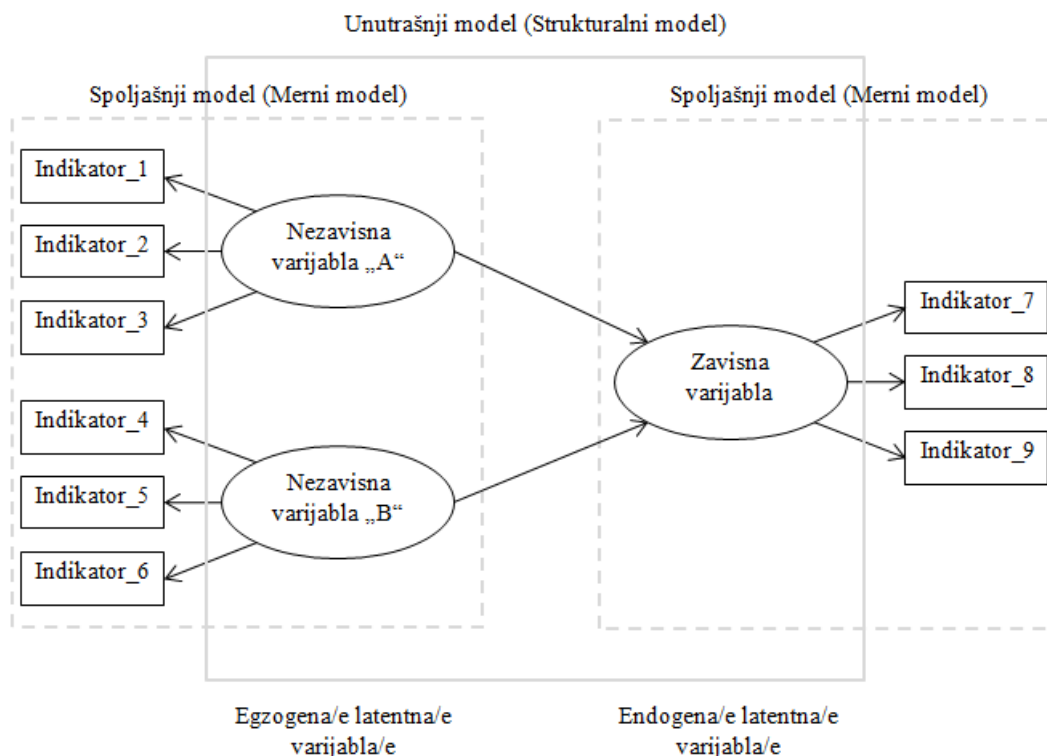 Unutrašnji model (Strukturalni model)
Spoljašnji model (Merni model)
Spoljašnji model (Merni model)
Indikator_1
Indikator_2
Indikator_3
Nezavisna
varijabla „A“
Indikator_4
Indikator_5
Indikator_6
Nezavisna
varijabla „B“
Zavisna
varijabla
Indikator_7
Indikator_8
Indikator_9
Egzogena/e latentna/e
varijabla/e
Endogena/e latentna/e
varijabla/e